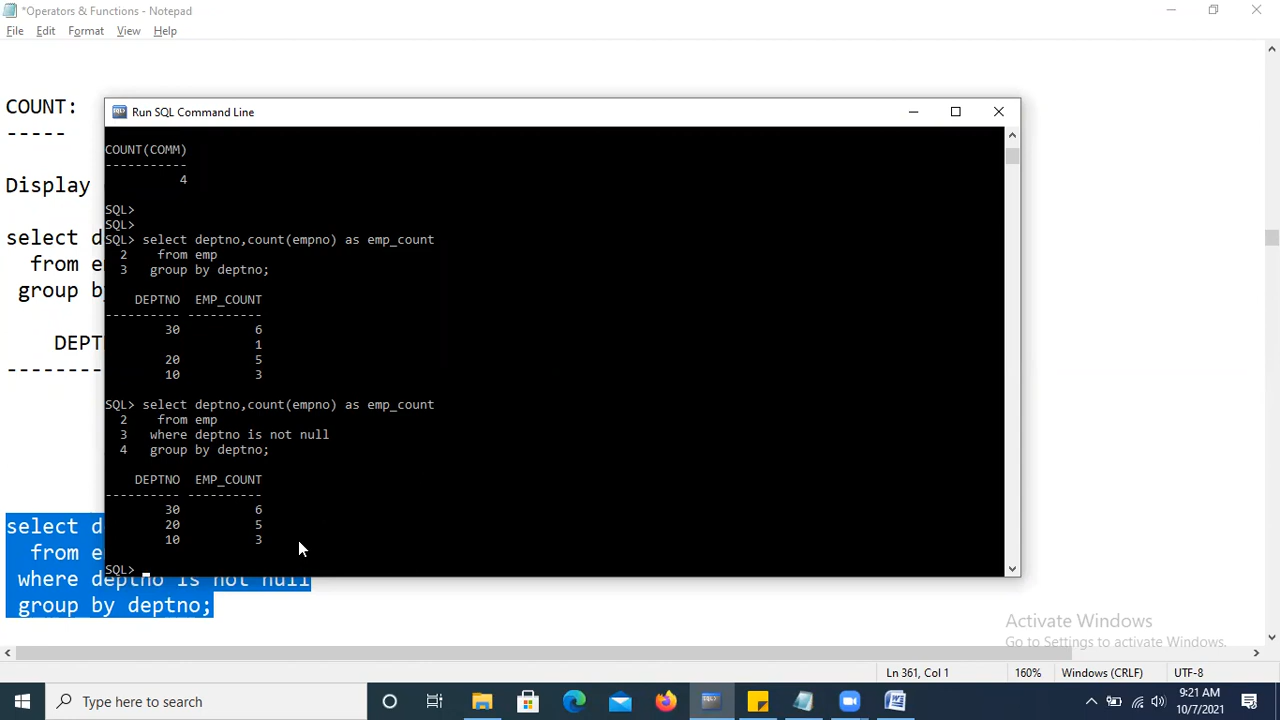 *Operators & Functions - Notepad
File Edit Format View Help
COUNT:
-----
Display
select d
from e
group by
DEPT
--------
select d
from e
where deptno is not null
group by deptno;
Run SQL Command Line
COUNT(COMM)
-----------
4
SQL>
SQL>
SQL> select deptno,count(empno) as emp_count
2 from emp
3 group by deptno;
DEPTNO EMP_COUNT
---------- ----------
30 6
1
20 5
10 3
SQL> select deptno,count(empno) as emp_count
2 from emp
3 where deptno is not null
4 group by deptno;
DEPTNO EMP_COUNT
---------- ----------
30 6
20 5
10 3
SQL>
Activate Windows
Go to Settings to activate Windows.
Ln 361, Col 1 160% Windows (CRLF) UTF-8
Type here to search
9:21 AM
10/7/2021